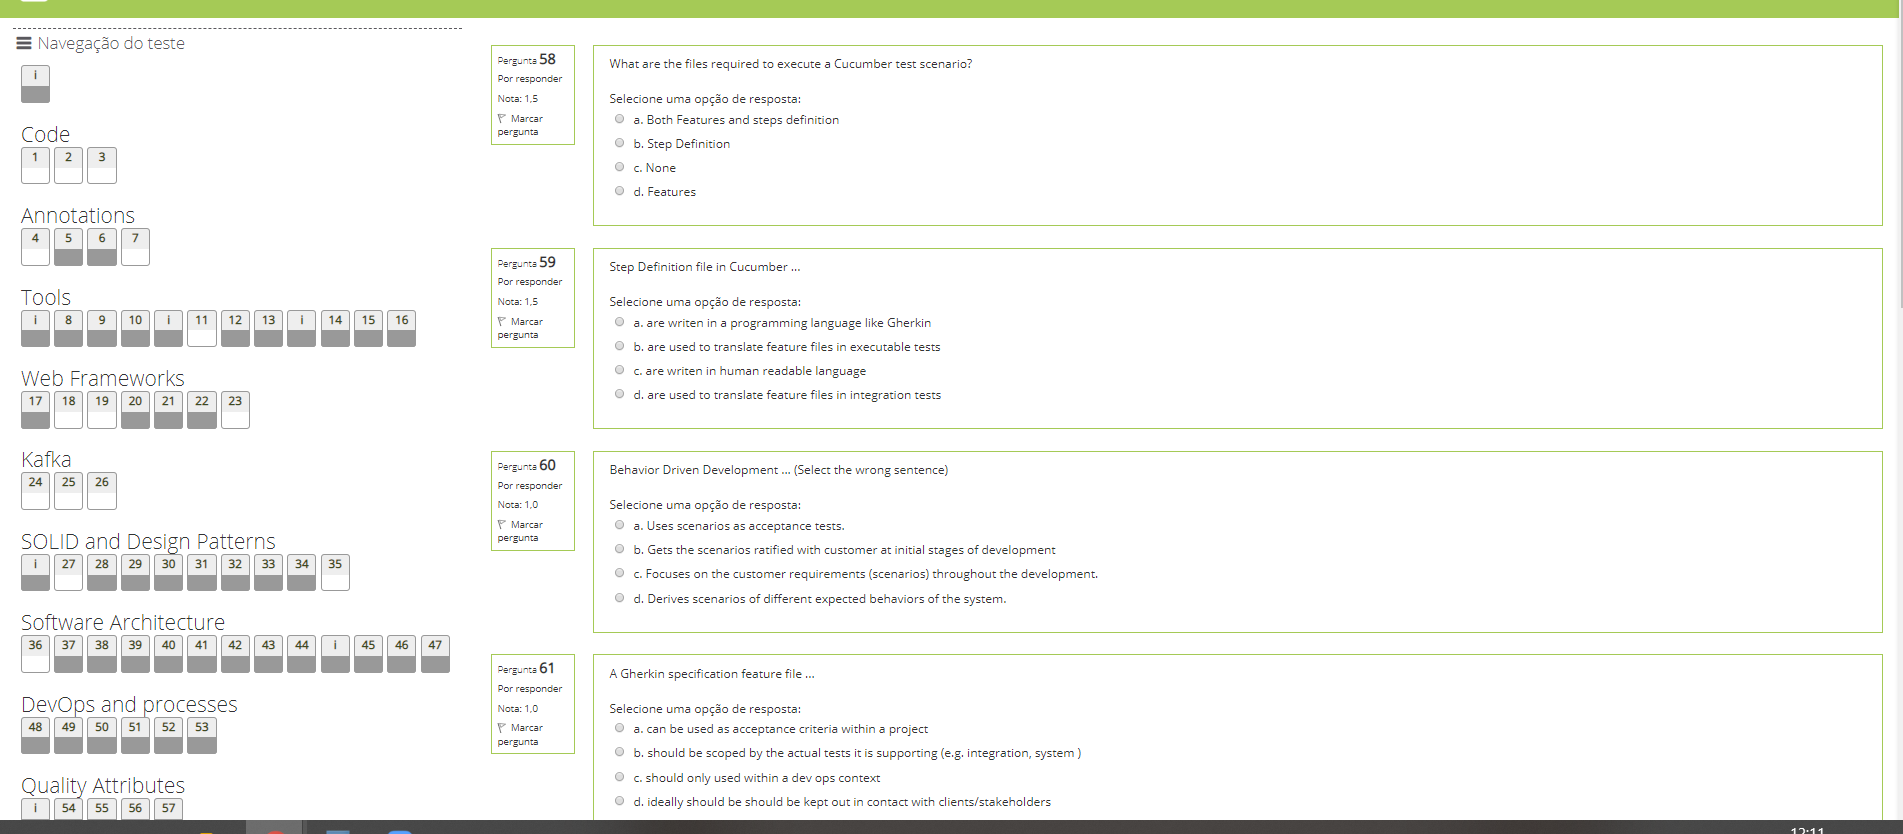 Navegação do teste
i
Code
1 2 3
Annotations
4 5 6 7
Tools
i 8 9 10 i 11 12 13 i 14 15 16
Web Frameworks
17 18 19 20 21 22 23
Kafka
24 25 26
SOLID and Design Patterns
i 27 28 29 30 31 32 33 34 35
Software Architecture
36 37 38 39 40 41 42 43 44 i 45 46 47
DevOps and processes
48 49 50 51 52 53
Quality Attributes
i 54 55 56 57
Pergunta 58
Por responder
Nota: 1,5
Marcar
pergunta
What are the files required to execute a Cucumber test scenario?
Selecione uma opção de resposta:
a. Both Features and steps definition
b. Step Definition
c. None
d. Features
Pergunta 59
Por responder
Nota: 1,5
Marcar
pergunta
Step Definition file in Cucumber ...
Selecione uma opção de resposta:
a. are writen in a programming language like Gherkin
b. are used to translate feature files in executable tests
c. are writen in human readable language
d. are used to translate feature files in integration tests
Pergunta 60
Por responder
Nota: 1,0
Marcar
pergunta
Behavior Driven Development ... (Select the wrong sentence)
Selecione uma opção de resposta:
a. Uses scenarios as acceptance tests.
b. Gets the scenarios ratified with customer at initial stages of development
c. Focuses on the customer requirements (scenarios) throughout the development.
d. Derives scenarios of different expected behaviors of the system.
Pergunta 61
Por responder
Nota: 1,0
Marcar
pergunta
A Gherkin specification feature file ...
Selecione uma opção de resposta:
a. can be used as acceptance criteria within a project
b. should be scoped by the actual tests it is supporting (e.g. integration, system )
c. should only used within a dev ops context
d. ideally should be should be kept out in contact with clients/stakeholders
12:11